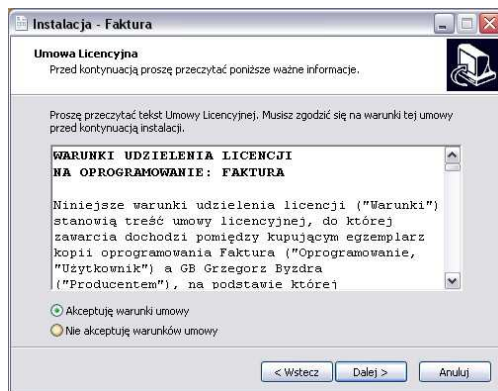 Instalacja - Faktura
Umowa Licencyjna
Przed kontynuacją proszę przeczytać poniższe ważne informacje.
Proszę przeczytać tekst Umowy Licencyjnej. Musisz zgodzić się na warunki tej umowy
przed kontynuacją instalacji.
WARUNKI UDZIELENIA LICENCJI
NA OPROGRAMOWANIE: FAKTURA
Niniejsze warunki udzielenia licencji ("Warunki")
stanowią treść umowy licencyjnej, do której
zawarcia dochodzi pomiędzy kupującym egzemplarz
kopii oprogramowania Faktura ("Oprogramowanie,
"Użytkownik") a GB Grzegorz Byzdra
("Producentem"), na podstawie której
Akceptuję warunki umowy
Nie akceptuję warunków umowy
< Wstecz
Dalej >
Anuluj